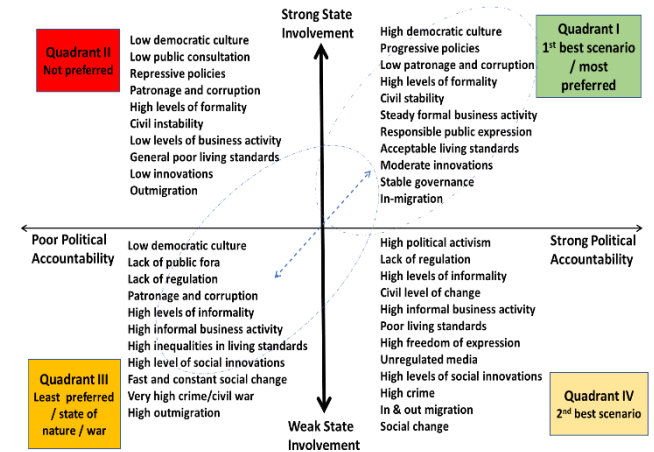 Strong State
Involvement
Quadrant II
Not preferred
Low democratic culture
Low public consultation
Repressive policies
Patronage and corruption
High levels of formality
Civil instability
Low levels of business activity
General poor living standards
Low innovations
Outmigration
High democratic culture
Progressive policies
Low patronage and corruption
High levels of formality
Civil stability
Steady formal business activity
Responsible public expression
Acceptable living standards
Moderate innovations
Stable governance
In-migration
Quadrant I
1st best scenario
/ most
preferred
Poor Political
Accountability
Strong Political
Accountability
Low democratic culture
Lack of public fora
Lack of regulation
Patronage and corruption
High levels of informality
High informal business activity
High inequalities in living standards
High level of social innovations
Fast and constant social change
Very high crime/civil war
High outmigration
Quadrant III
Least preferred
/ state of
nature / war
High political activism
Lack of regulation
High levels of informality
Civil level of change
High informal business activity
Poor living standards
High freedom of expression
Unregulated media
High levels of social innovations
High crime
In & out migration
Social change
Quadrant IV
2nd best scenario
Weak State
Involvement